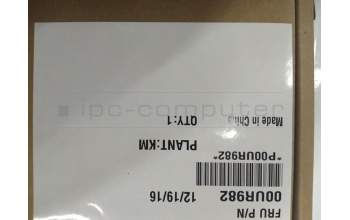 FRU P/N
00UR982
12/19/16
*P00UR982*
PLANT:KM
QTY:1
Made in China
ipc-computer